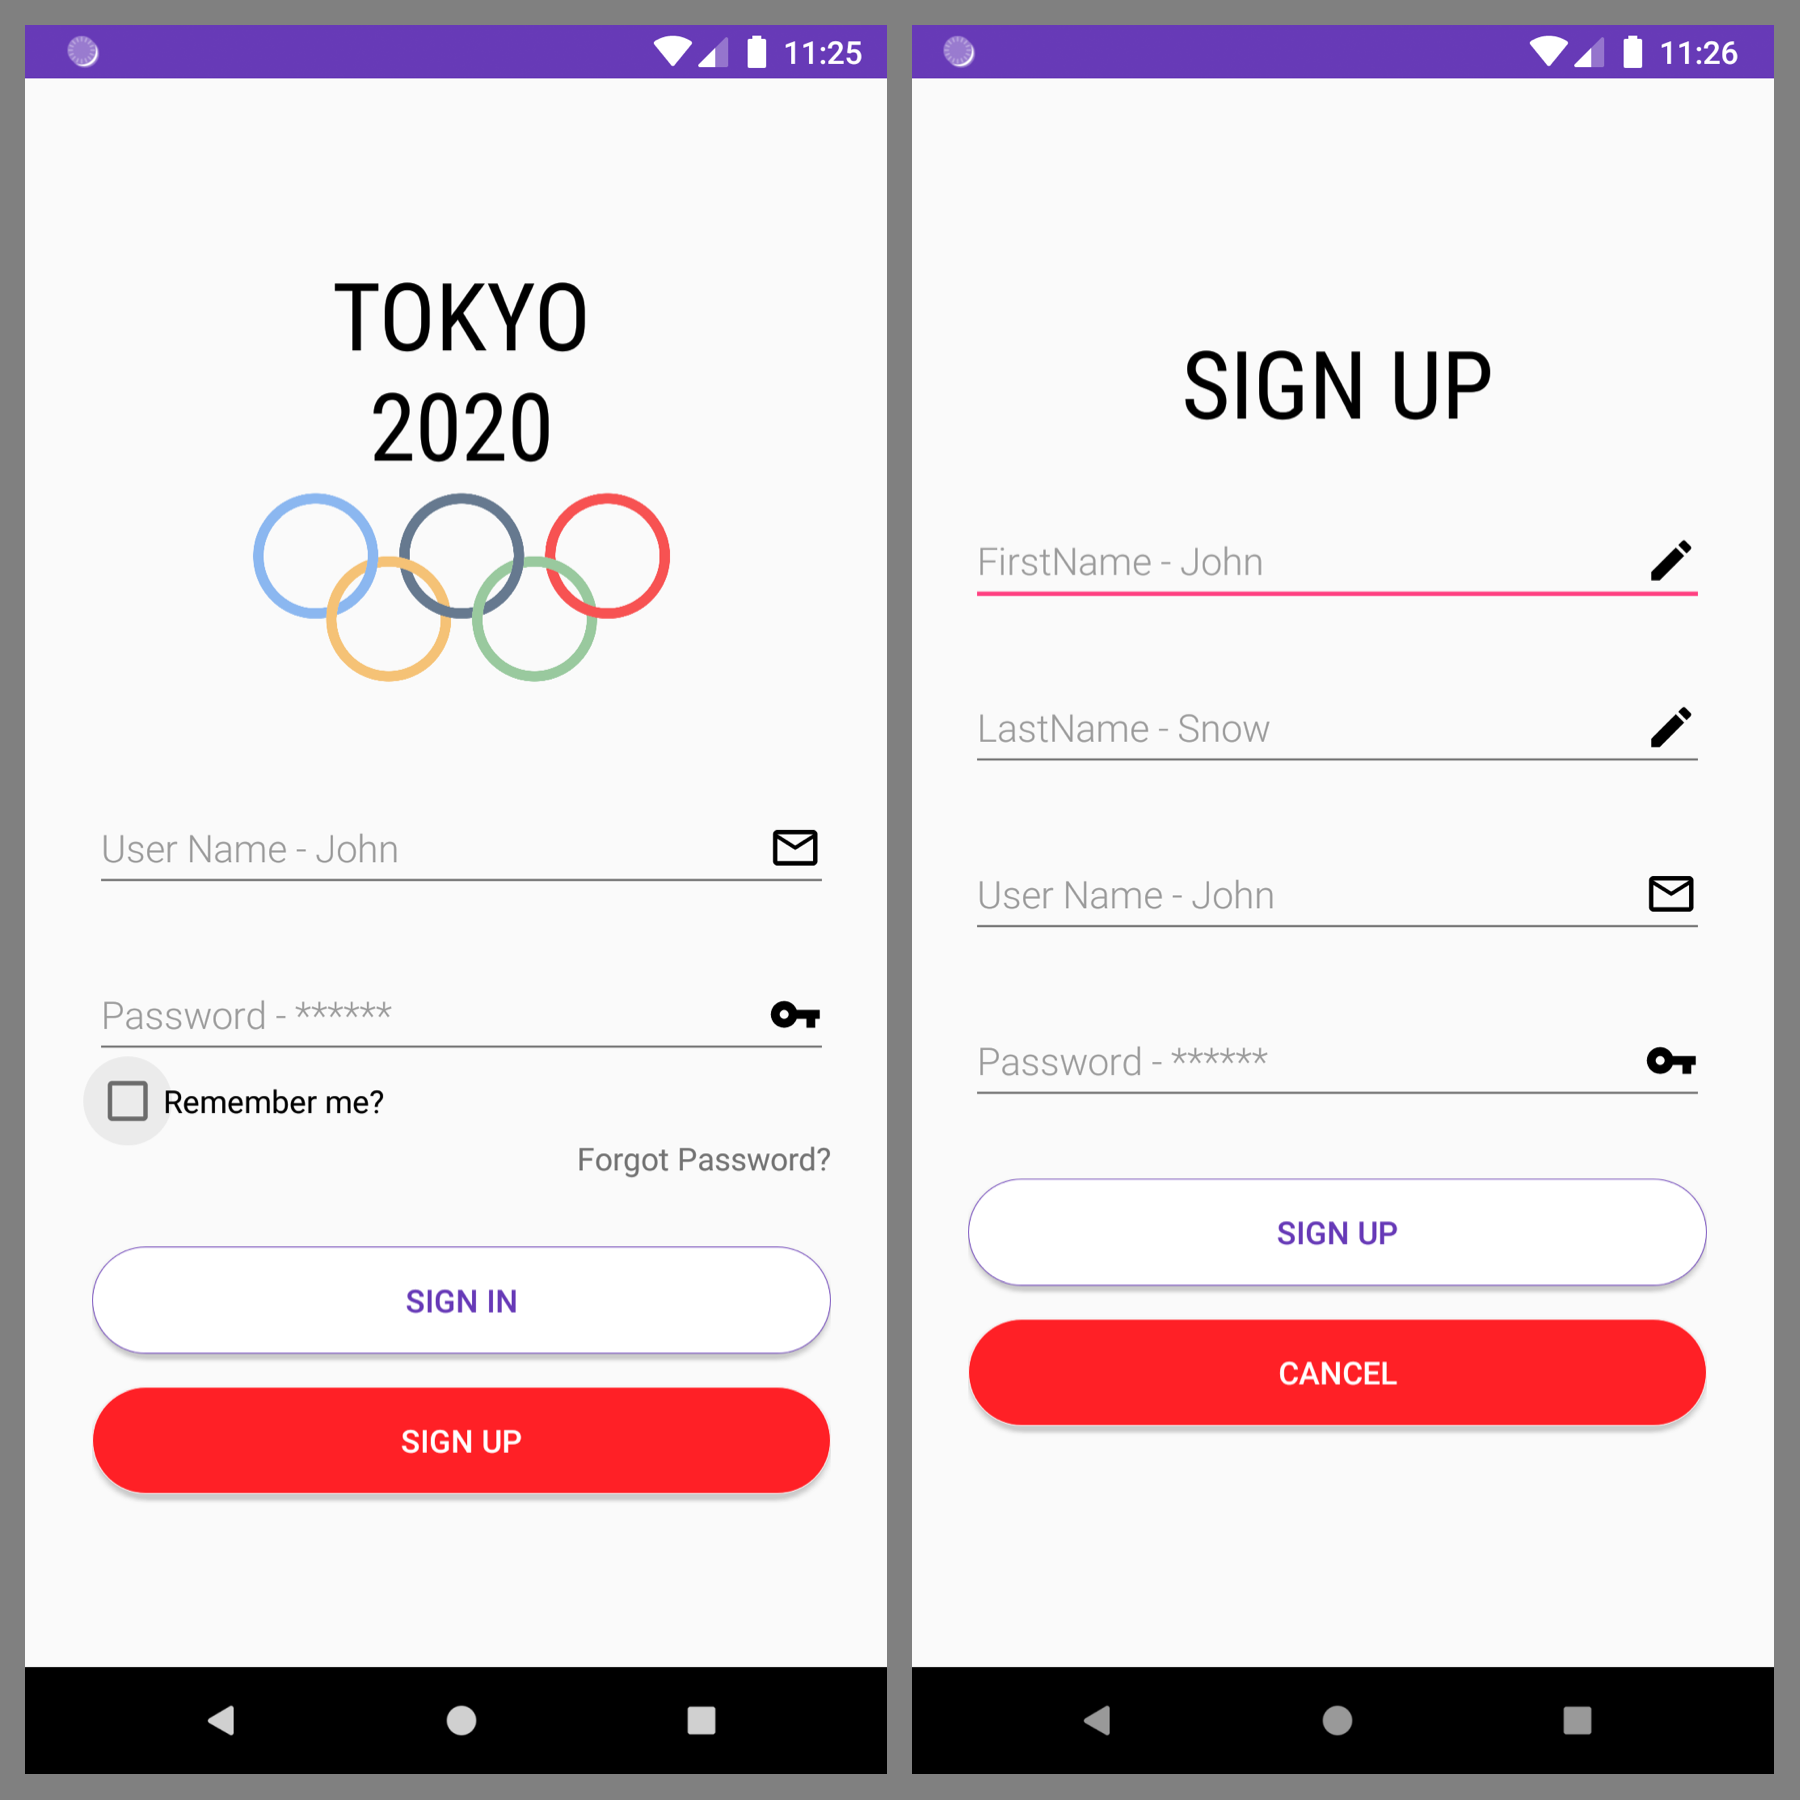 11:25
TOKYO
2020
User Name - John
Password - ******
Remember me?
Forgot Password?
SIGN IN
SIGN UP
11:26
SIGN UP
FirstName - John
LastName - Snow
User Name - John
Password - ******
SIGN UP
CANCEL